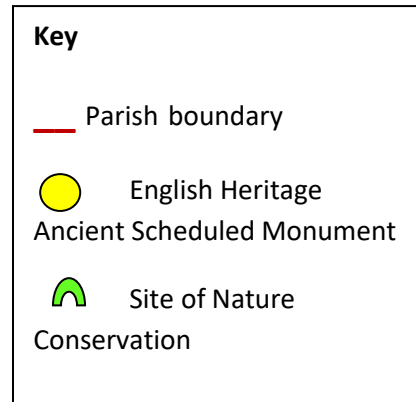 Key
Parish boundary
English Heritage
Ancient Scheduled Monument
Site of Nature
Conservation